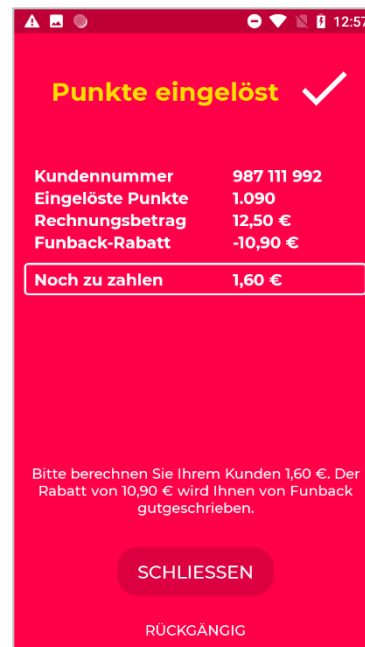 12:57
Punkte eingelöst
Kundennummer 987 111 992
Eingelöste Punkte 1.090
Rechnungsbetrag 12,50 €
Funback-Rabatt -10,90 €
Noch zu zahlen 1,60 €
Bitte berechnen Sie Ihrem Kunden 1,60 €. Der
Rabatt von 10,90 € wird Ihnen von Funback
gutgeschrieben.
SCHLIESSEN
RÜCKGÄNGIG